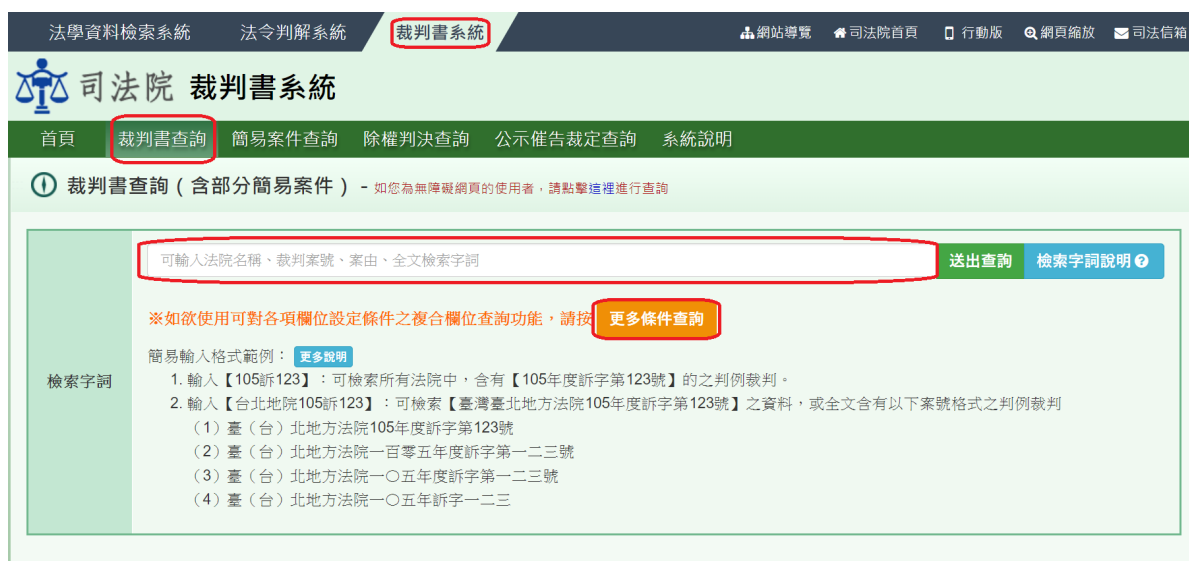 法學資料檢索系統 法令判解系統 裁判書系統 網站導覽 司法院首頁 行動版 網頁縮放 司法信箱
司法院 裁判書系統
首頁 裁判書查詢 簡易案件查詢 除權判決查詢 公示催告裁定查詢 系統說明
裁判書查詢(含部分簡易案件) - 如您為無障礙網頁的使用者,請點擊這裡進行查詢
可輸入法院名稱、裁判案號、案由、全文檢索字詞 送出查詢 檢索字詞說明 ?
※如欲使用可對各項欄位設定條件之複合欄位查詢功能,請按 更多條件查詢
簡易輸入格式範例: 更多說明
檢索字詞
1. 輸入【105訴123】:可檢索所有法院中,含有【105年度訴字第123號】的之判例裁判。
2. 輸入【台北地院105訴123】:可檢索【臺灣臺北地方法院105年度訴字第123號】之資料,或全文含有以下案號格式之判例裁判
(1)臺(台)北地方法院105年度訴字第123號
(2)臺(台)北地方法院一百零五年度訴字第一二三號
(3)臺(台)北地方法院一○五年度訴字第一二三號
(4)臺(台)北地方法院一○五年訴字一二三